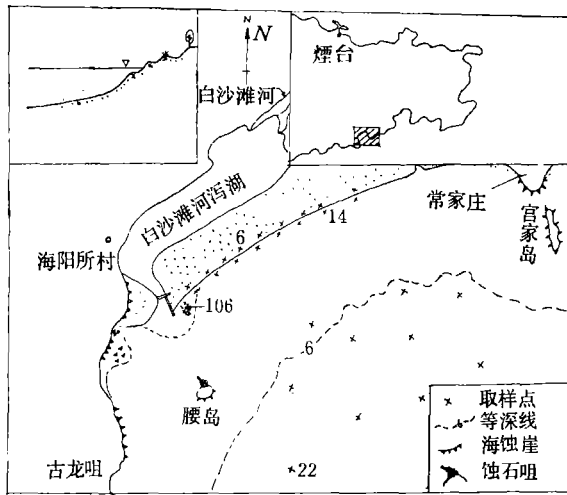 N
煙台
白沙滩河
白沙滩河泻湖
常家庄
宫家岛
14
6
海阳所村
106
6
腰岛
古龙咀
22
取样点
等深线
海蚀崖
蚀石咀